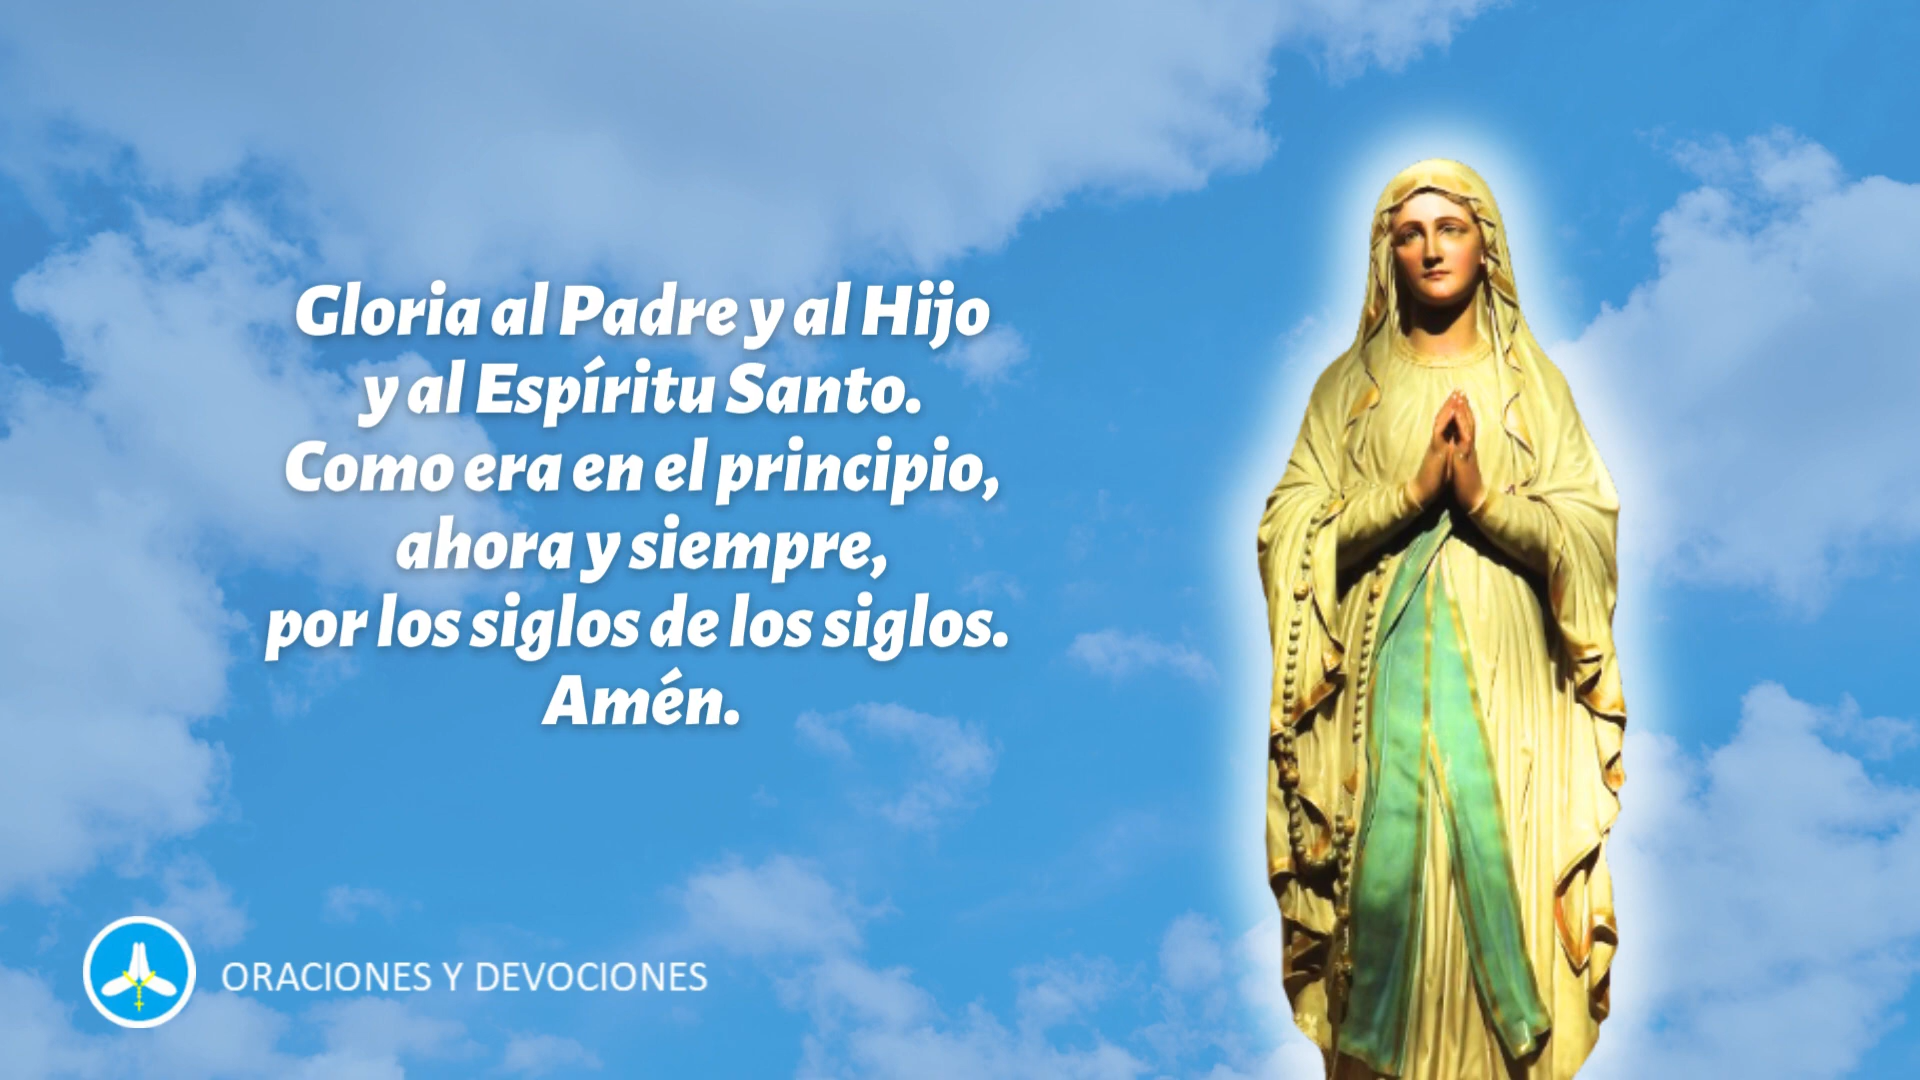 Gloria al Padre y al Hijo
y al Espíritu Santo.
Como era en el principio,
ahora y siempre,
por los siglos de los siglos.
Amén.
ORACIONES Y DEVOCIONES